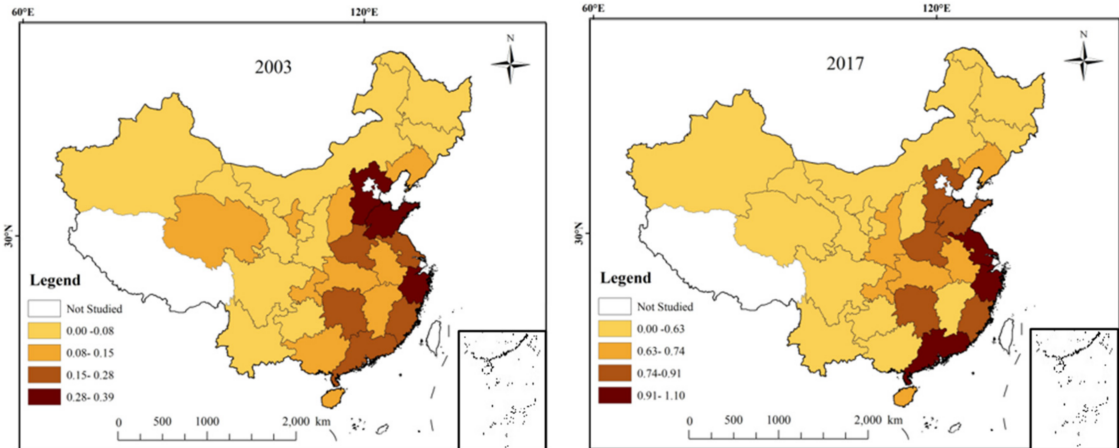 60°E 120°E
2003
N
30°N
Legend
Not Studied
0.00 -0.08
0.08- 0.15
0.15- 0.28
0.28- 0.39
0 500 1000 2,000 km
60°E 120°E
2017
N
30°N
Legend
Not Studied
0.00 -0.63
0.63- 0.74
0.74-0.91
0.91- 1.10
0 500 1000 2,000 km